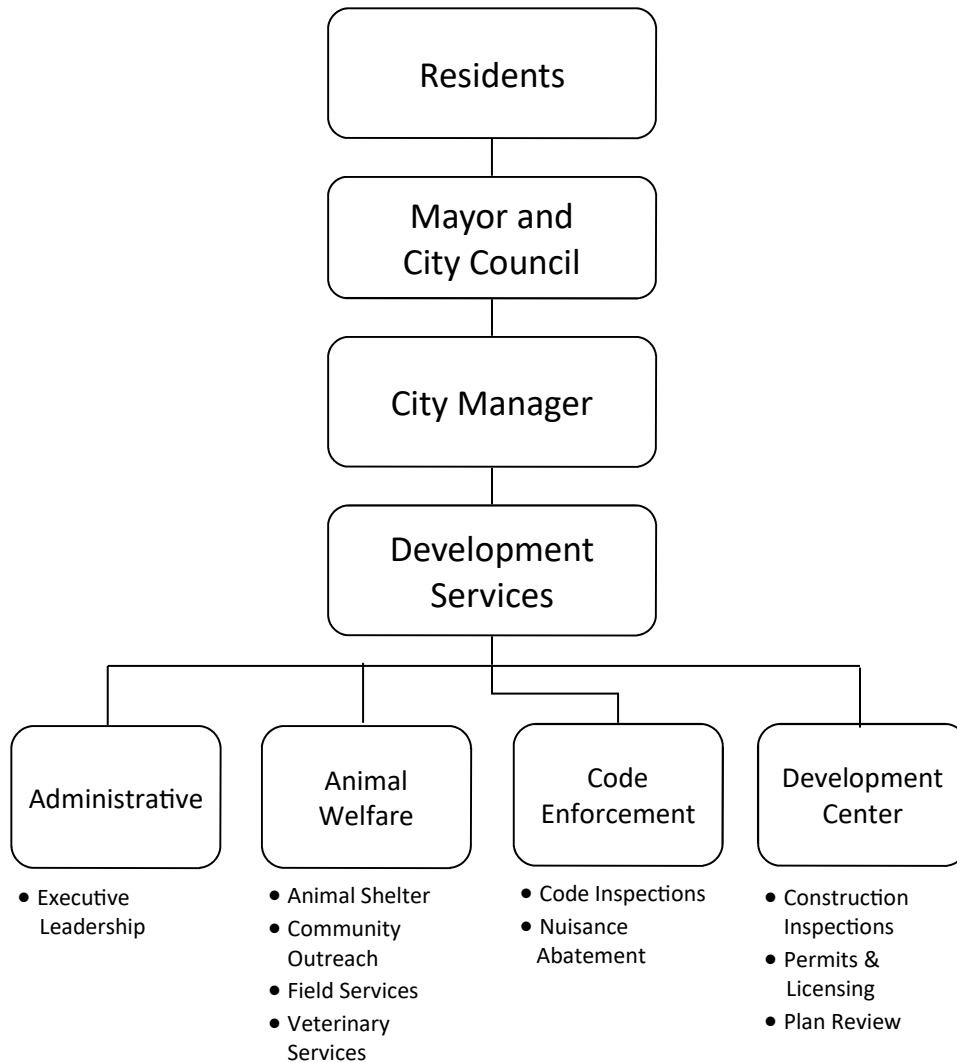 Residents
Mayor and
City Council
City Manager
Development
Services
Administrative
• Executive
Leadership
Animal
Welfare
• Animal Shelter
• Community
Outreach
• Field Services
• Veterinary
Services
Code
Enforcement
• Code Inspections
• Nuisance
Abatement
Development
Center
• Construction
Inspections
• Permits &
Licensing
• Plan Review